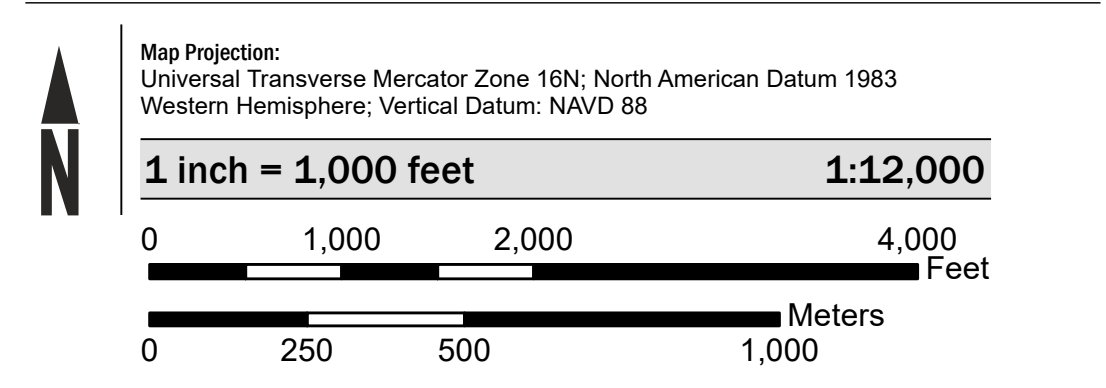 Map Projection:
Universal Transverse Mercator Zone 16N; North American Datum 1983
Western Hemisphere; Vertical Datum: NAVD 88
N
1 inch = 1,000 feet 1:12,000
0 1,000 2,000 4,000
Feet
Meters
0 250 500 1,000